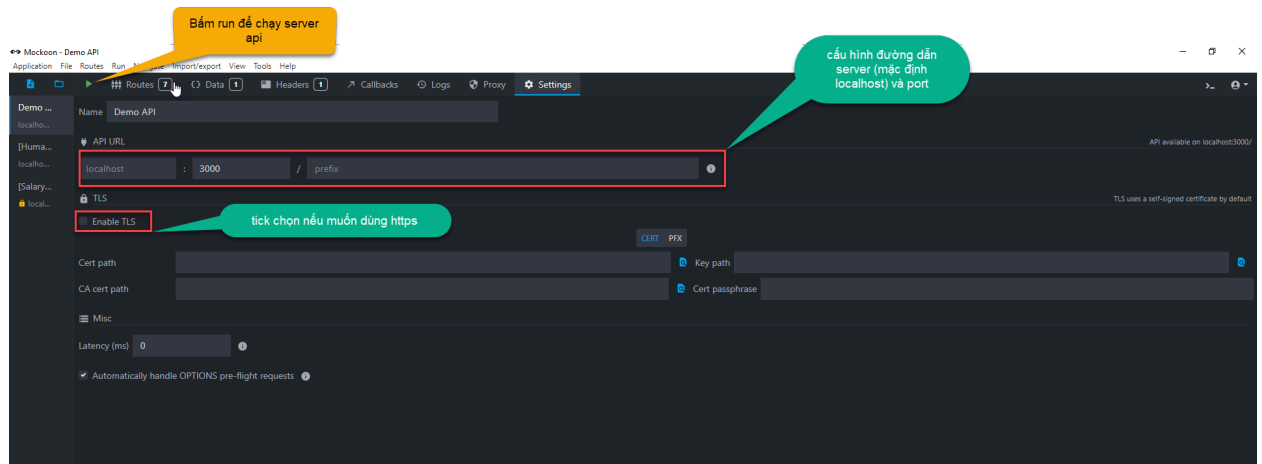 Bấm run để chạy server
api
Mockoon - Demo API
Application File Routes Run Navigate Import/export View Tools Help
cấu hình đường dẫn
server (mặc định
localhost) và port
Routes 7 Data 1 Headers 1 Callbacks Logs Proxy Settings
Demo ...
localho...
[Huma...
localho...
[Salary...
local...
Name Demo API
API URL
API available on localhost:3000/
localhost : 3000 / prefix
TLS
TLS uses a self-signed certificate by default
Enable TLS
tick chọn nếu muốn dùng https
CERT PFX
Cert path
Key path
CA cert path
Cert passphrase
Misc
Latency (ms) 0
Automatically handle OPTIONS pre-flight requests